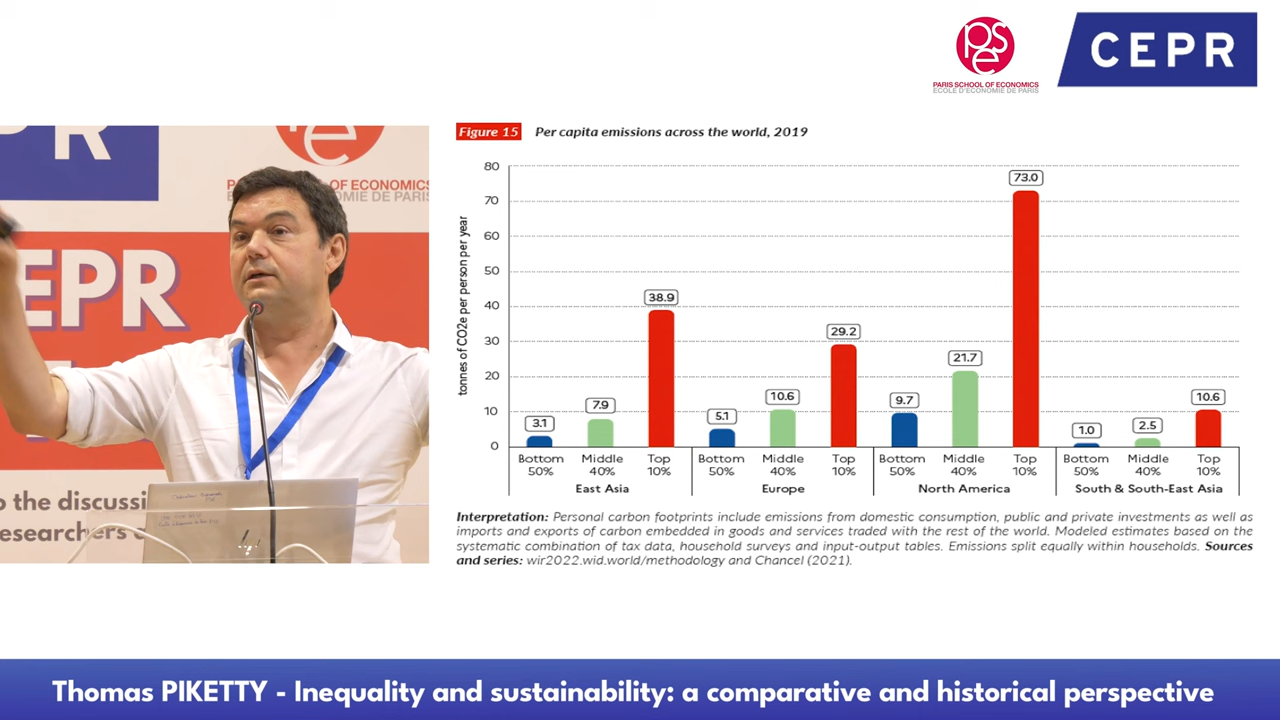 pse
PARIS SCHOOL OF ECONOMICS
ECOLE D'ECONOMIE DE PARIS
CEPR
PR
e
OF ECONOMICS
MIE DE PARIS
EPR
o the discussi
esearchers
Figure 15 Per capita emissions across the world, 2019
tonnes of CO2e per person per year
80
70
60
50
40
30
20
10
0
3.1 7.9 38.9 5.1 10.6 29.2 9.7 21.7 73.0 1.0 2.5 10.6
Bottom Middle Top Bottom Middle Top Bottom Middle Top Bottom Middle Top
50% 40% 10% 50% 40% 10% 50% 40% 10% 50% 40% 10%
East Asia Europe North America South & South-East Asia
Interpretation: Personal carbon footprints include emissions from domestic consumption, public and private investments as well as
imports and exports of carbon embedded in goods and services traded with the rest of the world. Modeled estimates based on the
systematic combination of tax data, household surveys and input-output tables. Emissions split equally within households. Sources
and series: wir2022.wid.world/methodology and Chancel (2021).
Thomas PIKETTY - Inequality and sustainability: a comparative and historical perspective